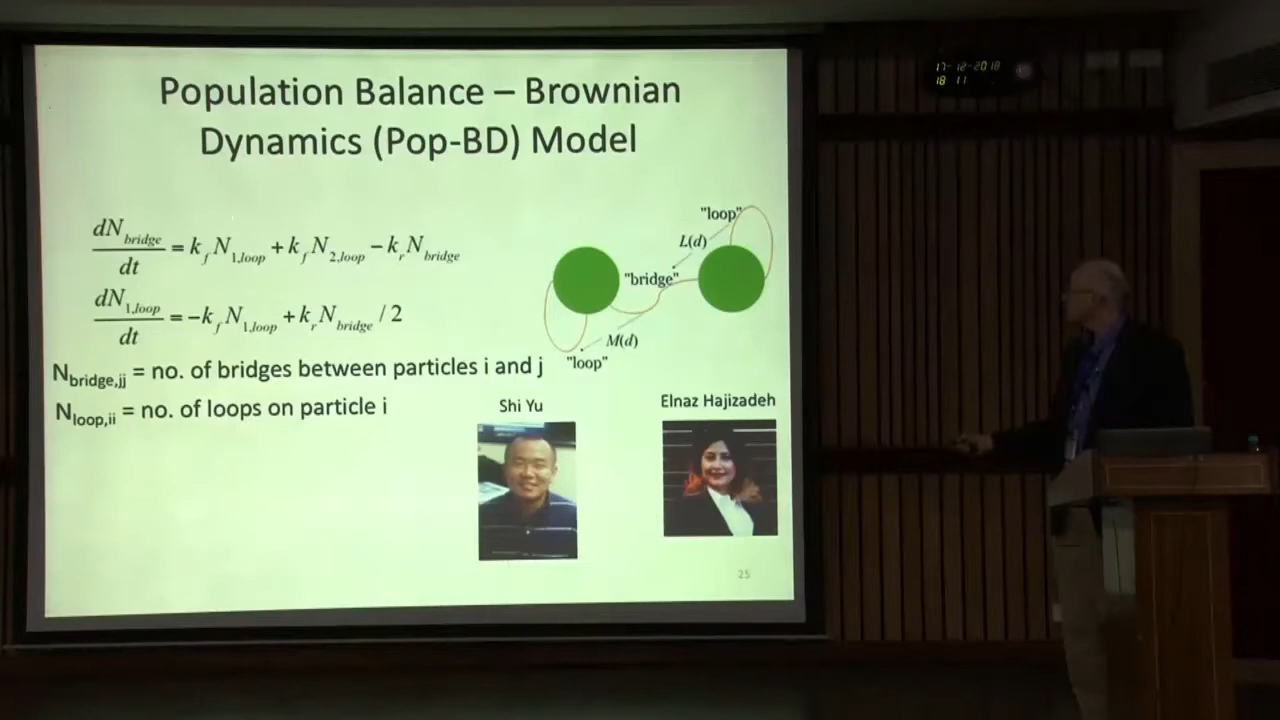 Population Balance – Brownian
Dynamics (Pop-BD) Model
dN_bridge/dt = k_f N_1,loop + k_f N_2,loop − k_r N_bridge
dN_1,loop/dt = −k_f N_1,loop + k_r N_bridge / 2
N_bridge,jj = no. of bridges between particles i and j
N_loop,ii = no. of loops on particle i
"loop"
L(d)
"bridge"
M(d)
"loop"
Shi Yu
Elnaz Hajizadeh
25
17-12-2018
18 11